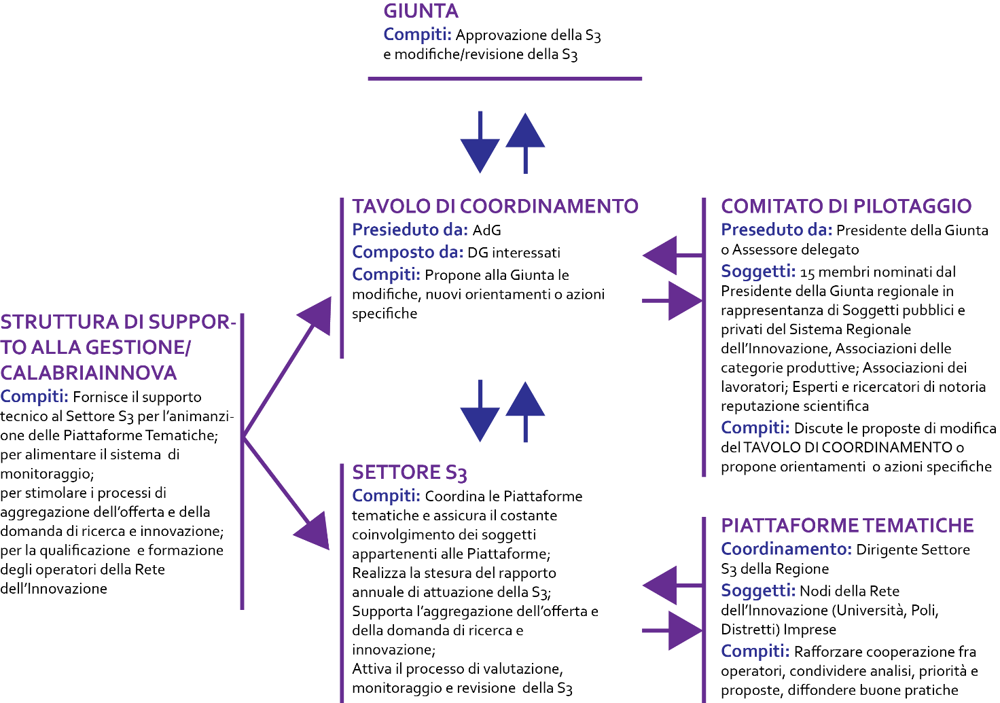 GIUNTA
Compiti: Approvazione della S3
e modifiche/revisione della S3
TAVOLO DI COORDINAMENTO
Presieduto da: AdG
Composto da: DG interessati
Compiti: Propone alla Giunta le
modifiche, nuovi orientamenti o azioni
specifiche
COMITATO DI PILOTAGGIO
Preseduto da: Presidente della Giunta
o Assessore delegato
Soggetti: 15 membri nominati dal
Presidente della Giunta regionale in
rappresentanza di Soggetti pubblici e
privati del Sistema Regionale
dell'Innovazione, Associazioni delle
categorie produttive; Associazioni dei
lavoratori; Esperti e ricercatori di notoria
reputazione scientifica
Compiti: Discute le proposte di modifica
del TAVOLO DI COORDINAMENTO o
propone orientamenti o azioni specifiche
STRUTTURA DI SUPPOR-
TO ALLA GESTIONE/
CALABRIAINNOVA
Compiti: Fornisce il supporto
tecnico al Settore S3 per l'animanzi-
one delle Piattaforme Tematiche;
per alimentare il sistema di
monitoraggio;
per stimolare i processi di
aggregazione dell'offerta e della
domanda di ricerca e innovazione;
per la qualificazione e formazione
degli operatori della Rete
dell'Innovazione
SETTORE S3
Compiti: Coordina le Piattaforme
tematiche e assicura il costante
coinvolgimento dei soggetti
appartenenti alle Piattaforme;
Realizza la stesura del rapporto
annuale di attuazione della S3;
Supporta l'aggregazione dell'offerta e
della domanda di ricerca e
innovazione;
Attiva il processo di valutazione,
monitoraggio e revisione della S3
PIATTAFORME TEMATICHE
Coordinamento: Dirigente Settore
S3 della Regione
Soggetti: Nodi della Rete
dell'Innovazione (Università, Poli,
Distretti) Imprese
Compiti: Rafforzare cooperazione fra
operatori, condividere analisi, priorità e
proposte, diffondere buone pratiche